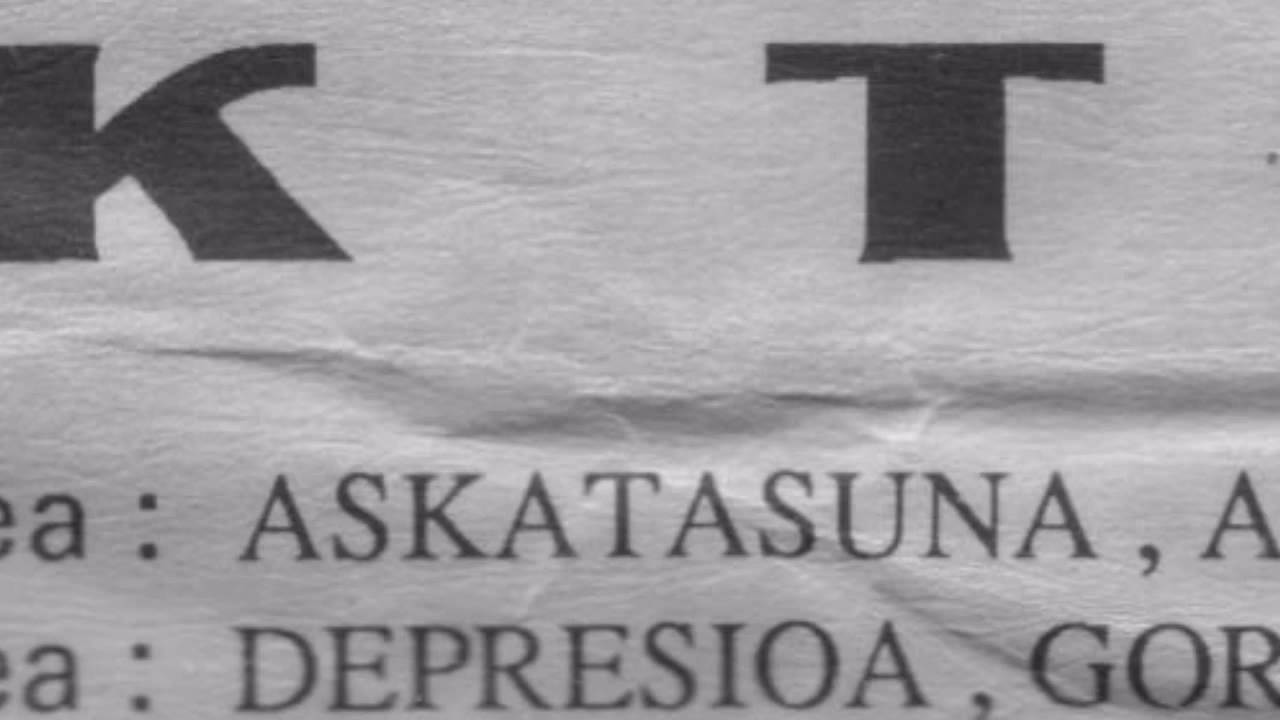 K T
ea : ASKATASUNA , A
ea : DEPRESIOA , GOR